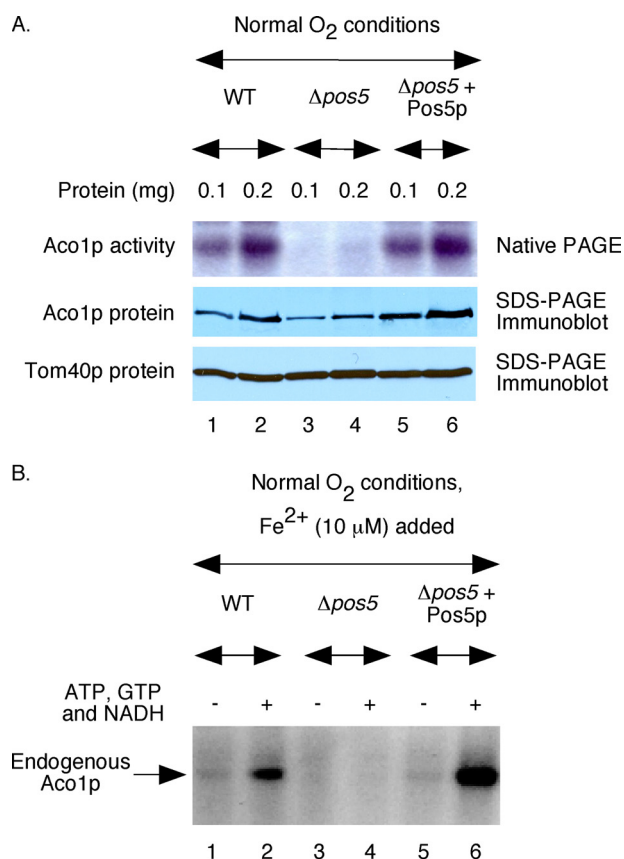 A.
Normal O2 conditions
WT Δpos5 Δpos5 + Pos5p
Protein (mg) 0.1 0.2 0.1 0.2 0.1 0.2
Aco1p activity Native PAGE
Aco1p protein SDS-PAGE Immunoblot
Tom40p protein SDS-PAGE Immunoblot
1 2 3 4 5 6
B.
Normal O2 conditions,
Fe2+ (10 μM) added
WT Δpos5 Δpos5 + Pos5p
ATP, GTP and NADH - + - + - +
Endogenous Aco1p
1 2 3 4 5 6